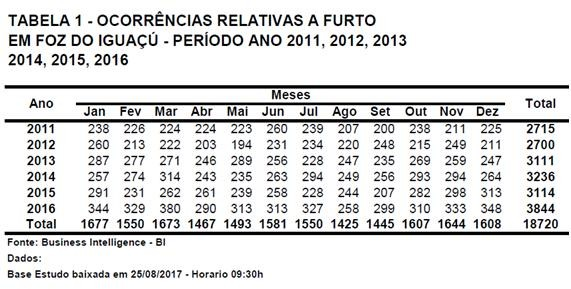 TABELA 1 - OCORRÊNCIAS RELATIVAS A FURTO
EM FOZ DO IGUAÇÚ - PERÍODO ANO 2011, 2012, 2013
2014, 2015, 2016
Ano Meses Total
Jan Fev Mar Abr Mai Jun Jul Ago Set Out Nov Dez
2011 238 226 224 224 223 260 239 207 200 238 211 225 2715
2012 260 213 222 203 194 231 234 220 248 215 249 211 2700
2013 287 277 271 246 289 256 228 247 235 269 259 247 3111
2014 257 274 314 243 235 263 294 249 256 293 294 264 3236
2015 291 231 262 261 239 258 228 244 207 282 298 313 3114
2016 344 329 380 290 313 313 327 258 299 310 333 348 3844
Total 1677 1550 1673 1467 1493 1581 1550 1425 1445 1607 1644 1608 18720
Fonte: Business Intelligence - BI
Dados:
Base Estudo baixada em 25/08/2017 - Horario 09:30h